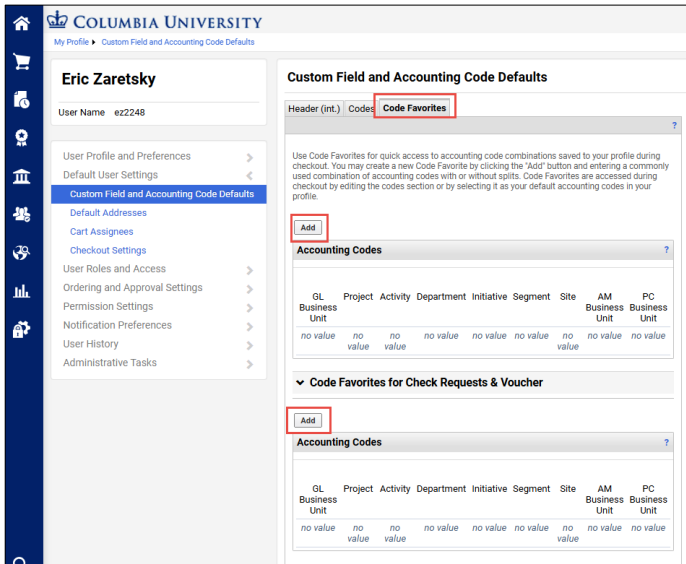 COLUMBIA UNIVERSITY
My Profile ▸ Custom Field and Accounting Code Defaults
Eric Zaretsky
User Name ez2248
User Profile and Preferences
Default User Settings
Custom Field and Accounting Code Defaults
Default Addresses
Cart Assignees
Checkout Settings
User Roles and Access
Ordering and Approval Settings
Permission Settings
Notification Preferences
User History
Administrative Tasks
Custom Field and Accounting Code Defaults
Header (int.) Codes Code Favorites
?
Use Code Favorites for quick access to accounting code combinations saved to your profile during
checkout. You may create a new Code Favorite by clicking the "Add" button and entering a commonly
used combination of accounting codes with or without splits. Code Favorites are accessed during
checkout by editing the codes section or by selecting it as your default accounting codes in your
profile.
Add
Accounting Codes ?
GL Project Activity Department Initiative Segment Site AM PC
Business Business Business
Unit Unit Unit
no value no no no value no value no value no no value no value
value value value
Code Favorites for Check Requests & Voucher
Add
Accounting Codes ?
GL Project Activity Department Initiative Segment Site AM PC
Business Business Business
Unit Unit Unit
no value no no no value no value no value no no value no value
value value value